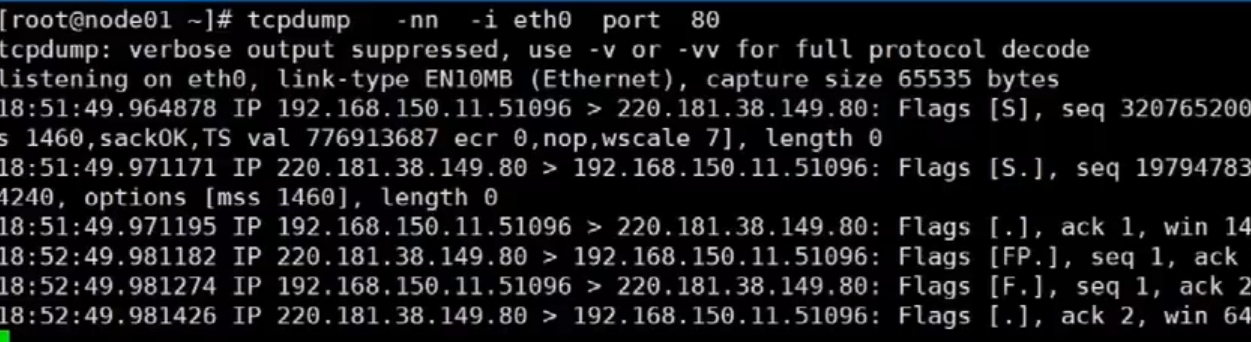 [root@node01 ~]# tcpdump   -nn  -i eth0  port  80
tcpdump: verbose output suppressed, use -v or -vv for full protocol decode
listening on eth0, link-type EN10MB (Ethernet), capture size 65535 bytes
18:51:49.964878 IP 192.168.150.11.51096 > 220.181.38.149.80: Flags [S], seq 320765200
s 1460,sackOK,TS val 776913687 ecr 0,nop,wscale 7], length 0
18:51:49.971171 IP 220.181.38.149.80 > 192.168.150.11.51096: Flags [S.], seq 19794783
4240, options [mss 1460], length 0
18:51:49.971195 IP 192.168.150.11.51096 > 220.181.38.149.80: Flags [.], ack 1, win 14
18:52:49.981182 IP 220.181.38.149.80 > 192.168.150.11.51096: Flags [FP.], seq 1, ack
18:52:49.981274 IP 192.168.150.11.51096 > 220.181.38.149.80: Flags [F.], seq 1, ack 2
18:52:49.981426 IP 220.181.38.149.80 > 192.168.150.11.51096: Flags [.], ack 2, win 64